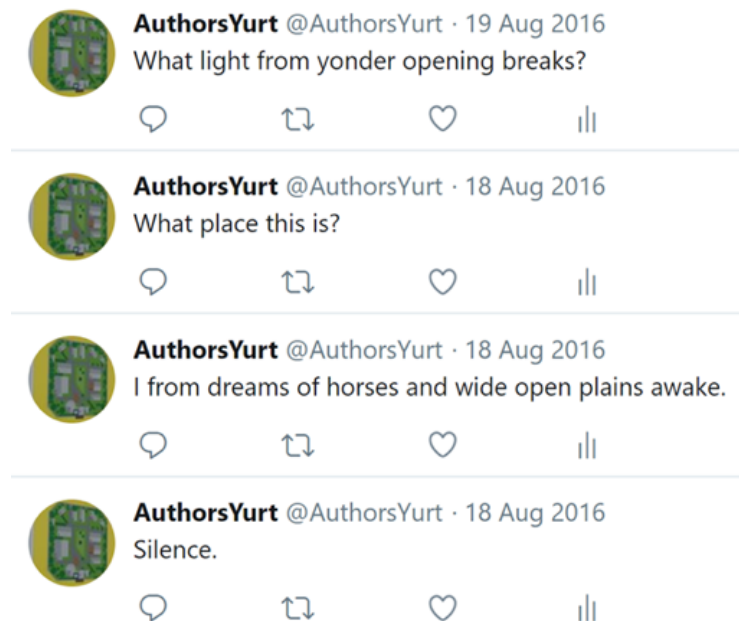 AuthorsYurt @AuthorsYurt · 19 Aug 2016
What light from yonder opening breaks?
AuthorsYurt @AuthorsYurt · 18 Aug 2016
What place this is?
AuthorsYurt @AuthorsYurt · 18 Aug 2016
I from dreams of horses and wide open plains awake.
AuthorsYurt @AuthorsYurt · 18 Aug 2016
Silence.